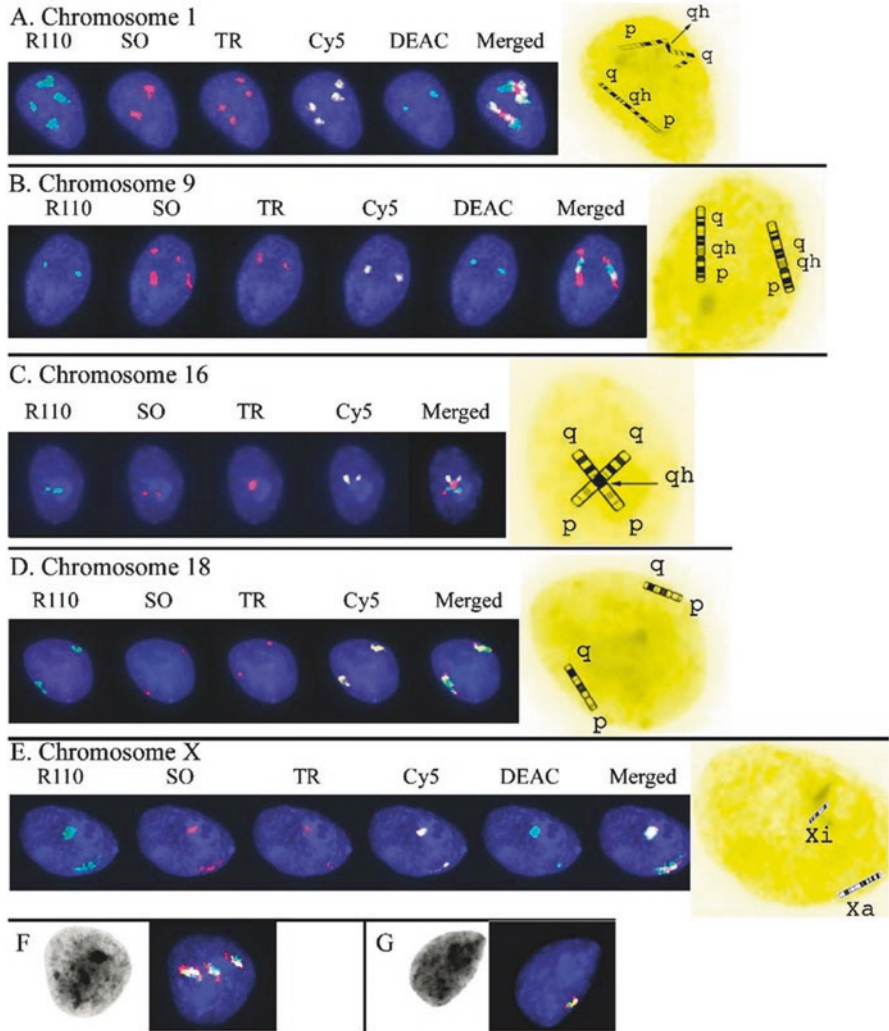 A. Chromosome 1
R110 SO TR Cy5 DEAC Merged
qh
p
q
q
qh
p
B. Chromosome 9
R110 SO TR Cy5 DEAC Merged
q
qh
p
q
qh
p
C. Chromosome 16
R110 SO TR Cy5 Merged
q q
qh
p p
D. Chromosome 18
R110 SO TR Cy5 Merged
q
p
q
p
E. Chromosome X
R110 SO TR Cy5 DEAC Merged
Xi
Xa
F G